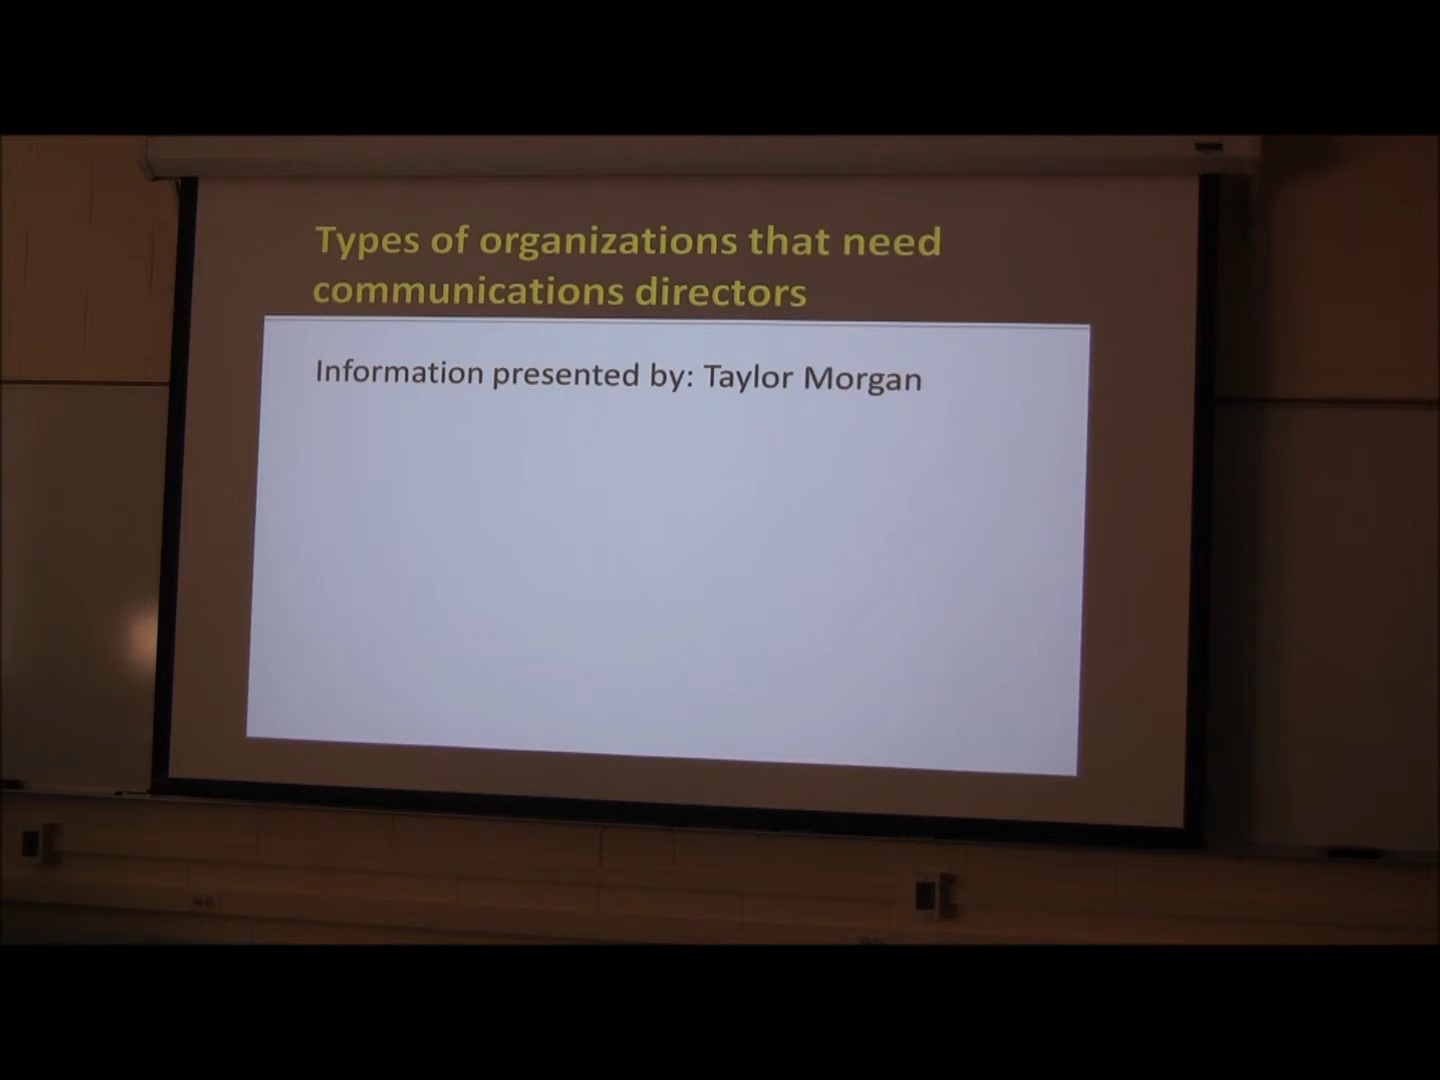 Types of organizations that need
communications directors
Information presented by: Taylor Morgan